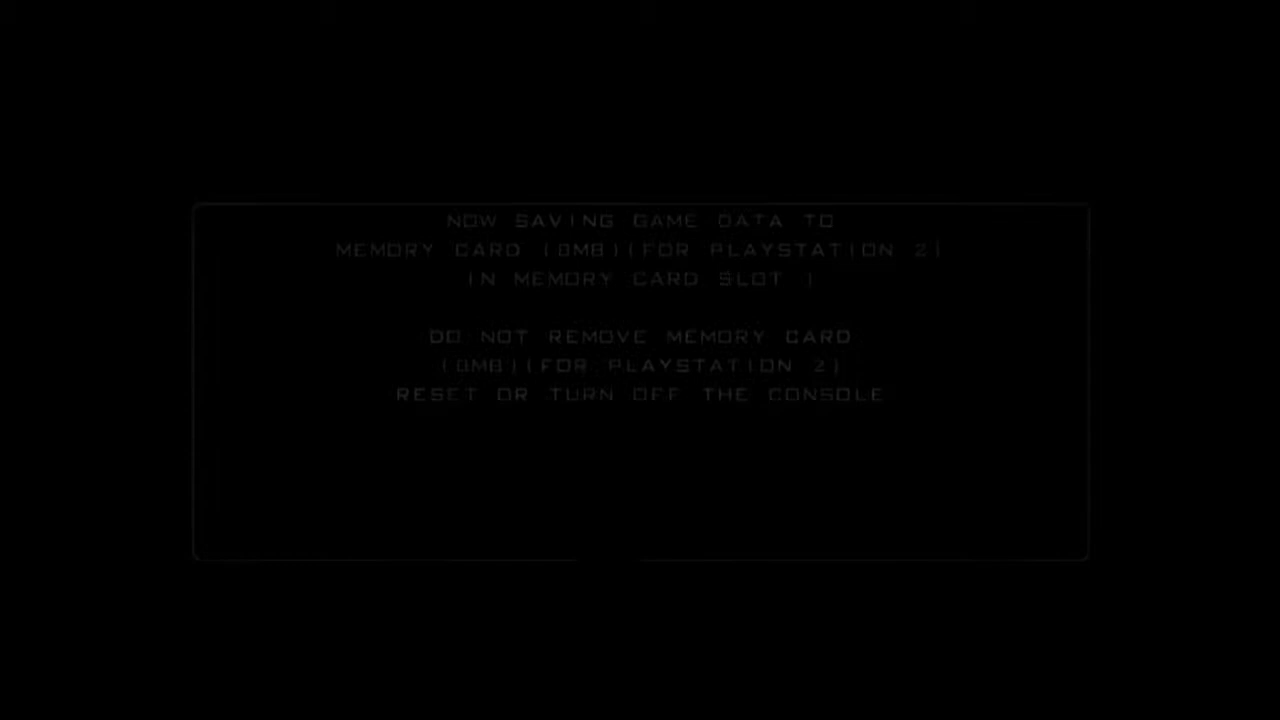 NOW SAVING GAME DATA TO
MEMORY CARD (8MB)(FOR PLAYSTATION 2)
IN MEMORY CARD SLOT 1
DO NOT REMOVE MEMORY CARD
(8MB)(FOR PLAYSTATION 2)
RESET OR TURN OFF THE CONSOLE